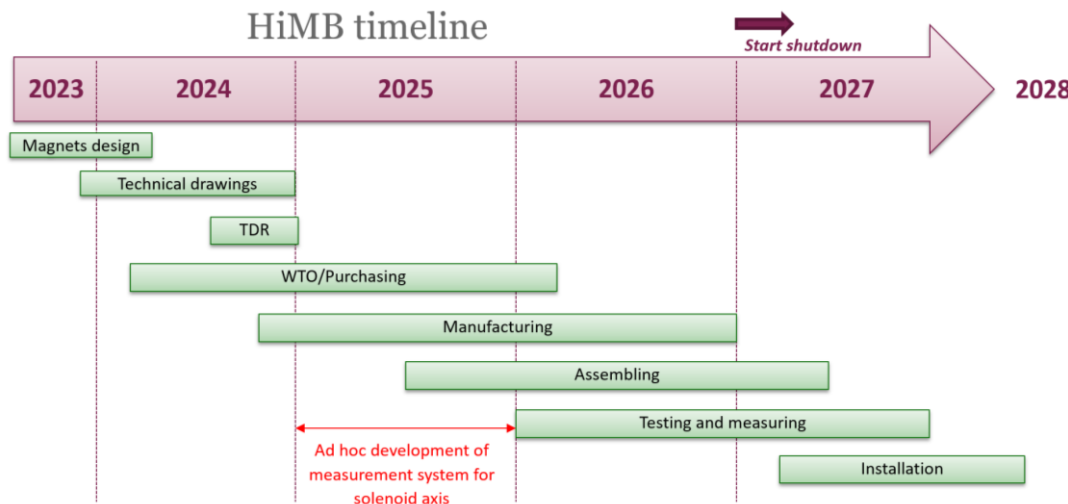 HiMB timeline
Start shutdown
2023 2024 2025 2026 2027 2028
Magnets design
Technical drawings
TDR
WTO/Purchasing
Manufacturing
Assembling
Testing and measuring
Ad hoc development of
measurement system for
solenoid axis
Installation